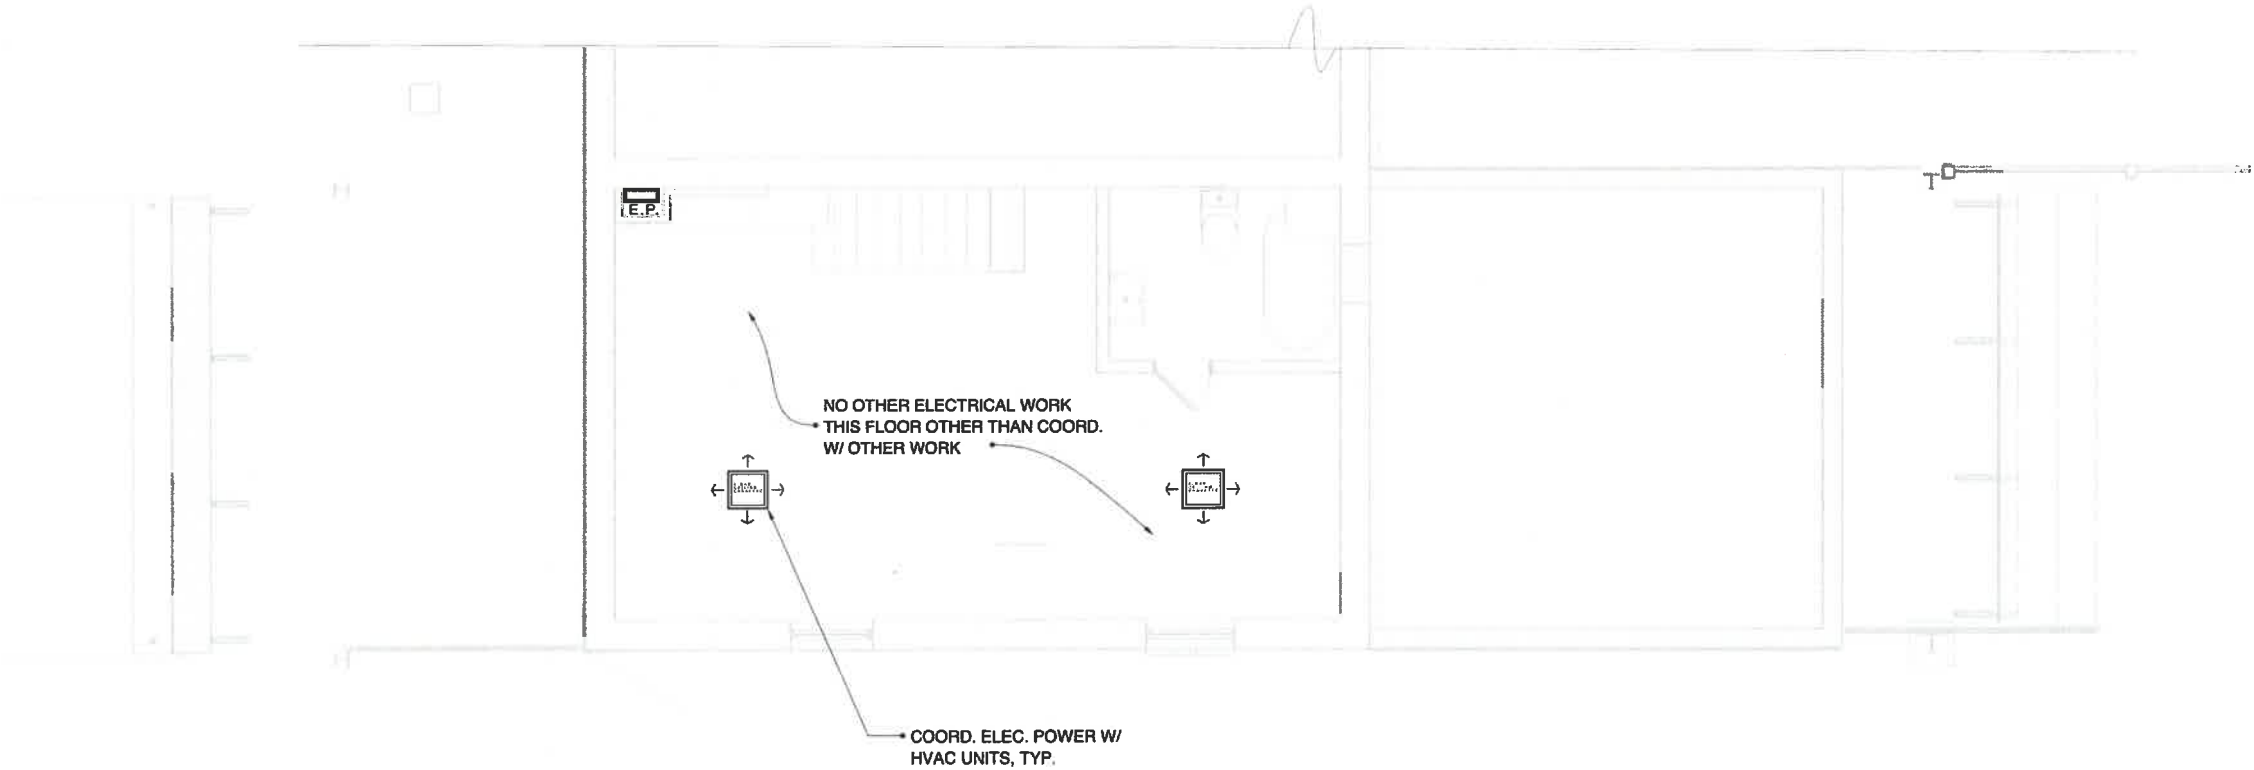 E.P.
NO OTHER ELECTRICAL WORK
THIS FLOOR OTHER THAN COORD.
W/ OTHER WORK
COORD. ELEC. POWER W/
HVAC UNITS, TYP.